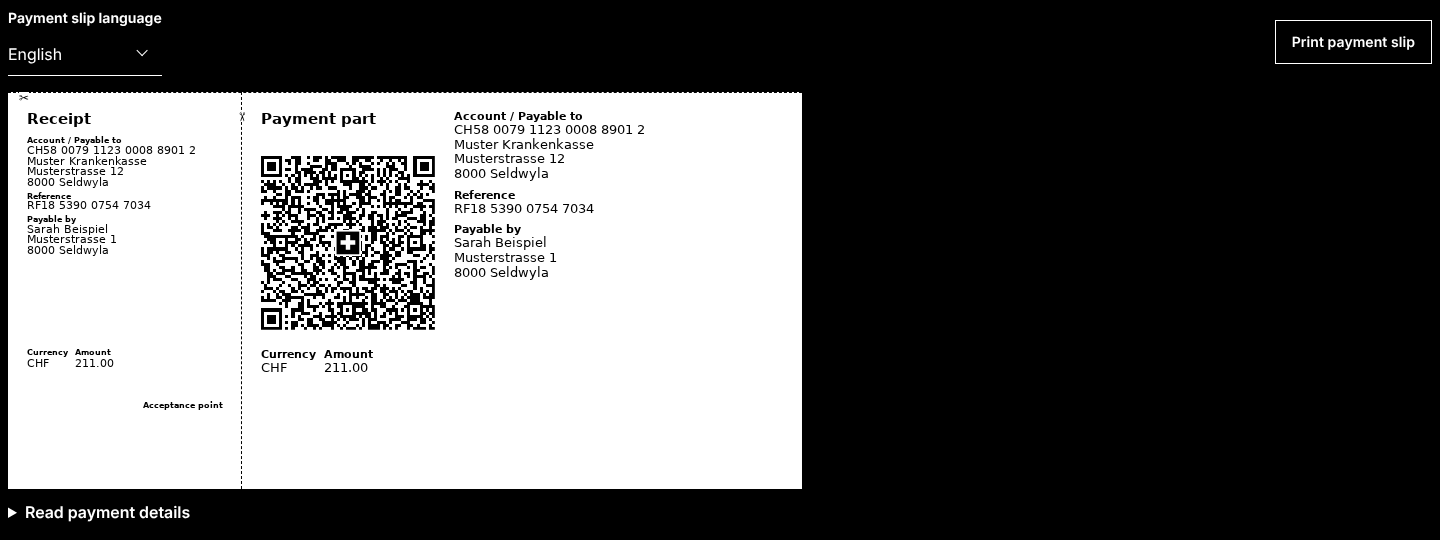 Payment slip language
English
Print payment slip
Receipt
Account / Payable to
CH58 0079 1123 0008 8901 2
Muster Krankenkasse
Musterstrasse 12
8000 Seldwyla
Reference
RF18 5390 0754 7034
Payable by
Sarah Beispiel
Musterstrasse 1
8000 Seldwyla
Currency Amount
CHF 211.00
Acceptance point
Payment part
Currency Amount
CHF 211.00
Account / Payable to
CH58 0079 1123 0008 8901 2
Muster Krankenkasse
Musterstrasse 12
8000 Seldwyla
Reference
RF18 5390 0754 7034
Payable by
Sarah Beispiel
Musterstrasse 1
8000 Seldwyla
Read payment details